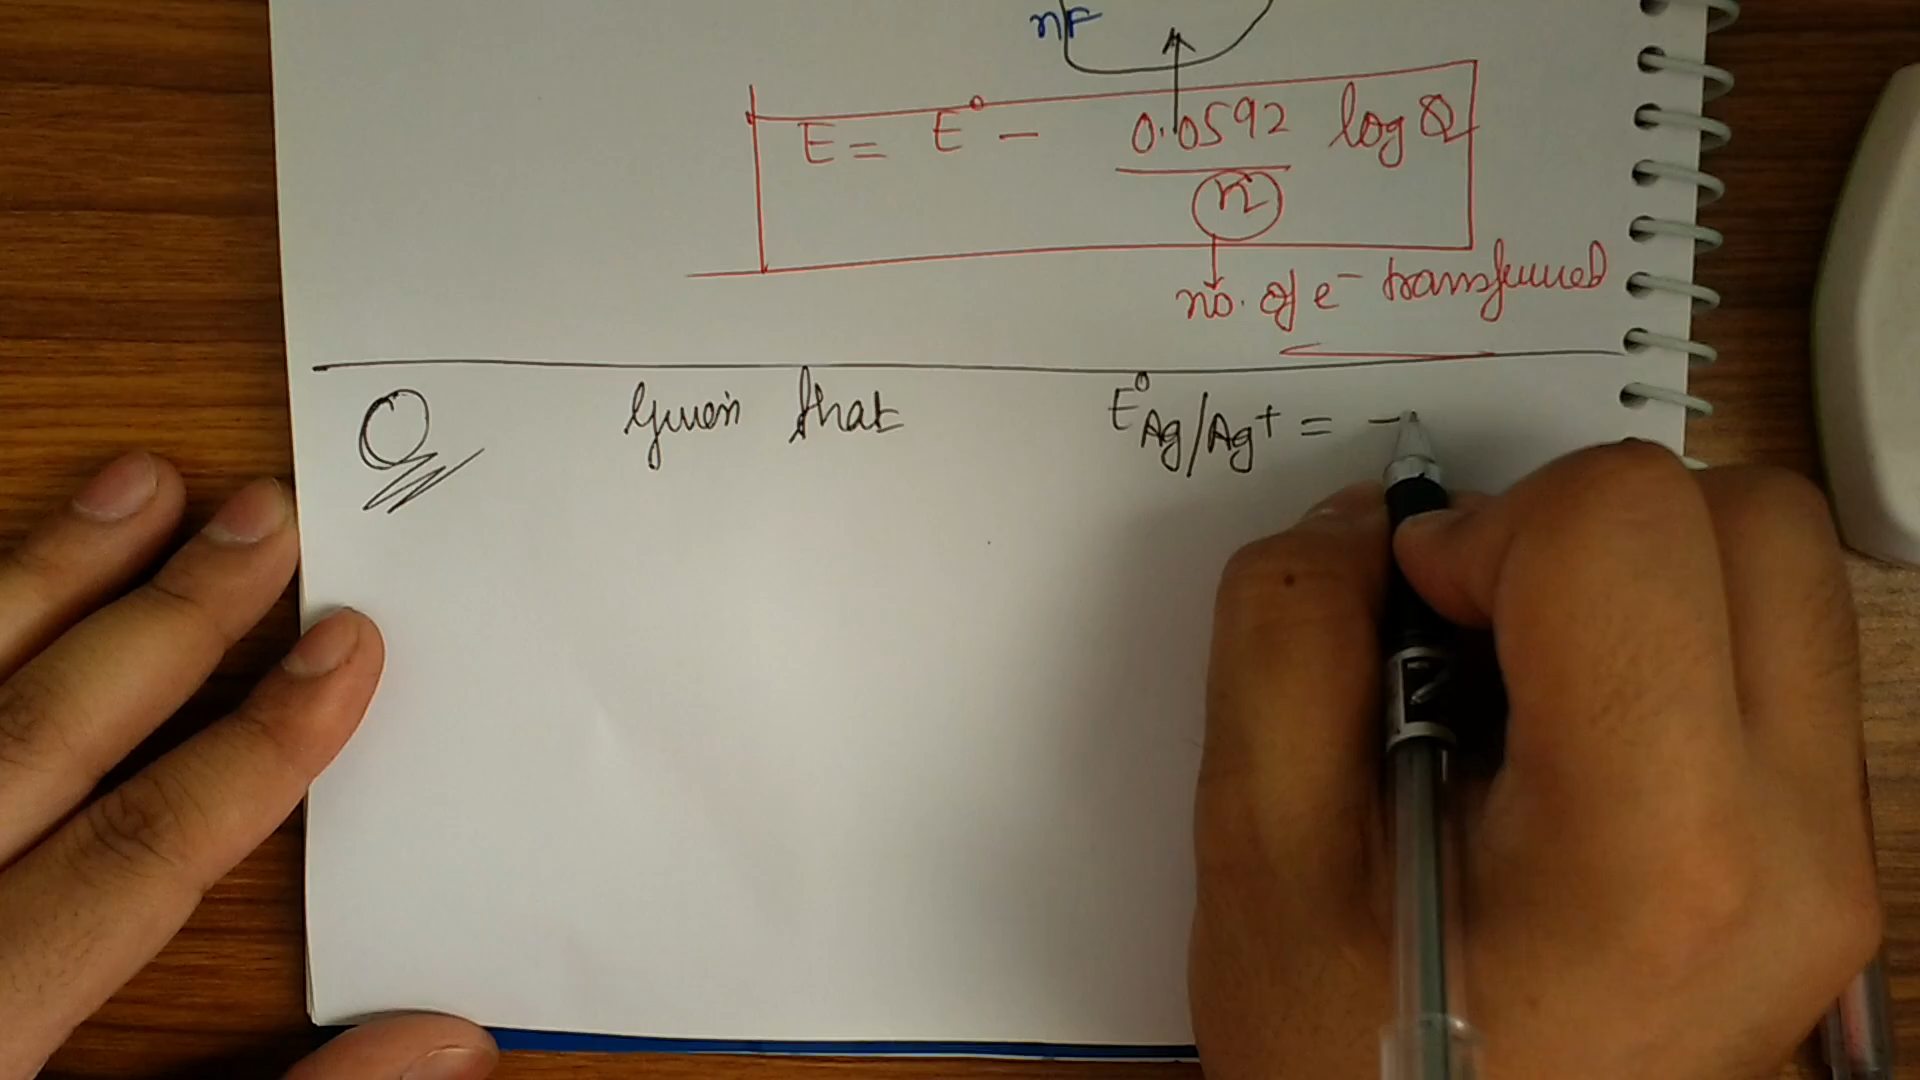 nF
E = E° - 0.0592/n log Q
no. of e⁻ transferred
Q Given that E°Ag/Ag+ = -